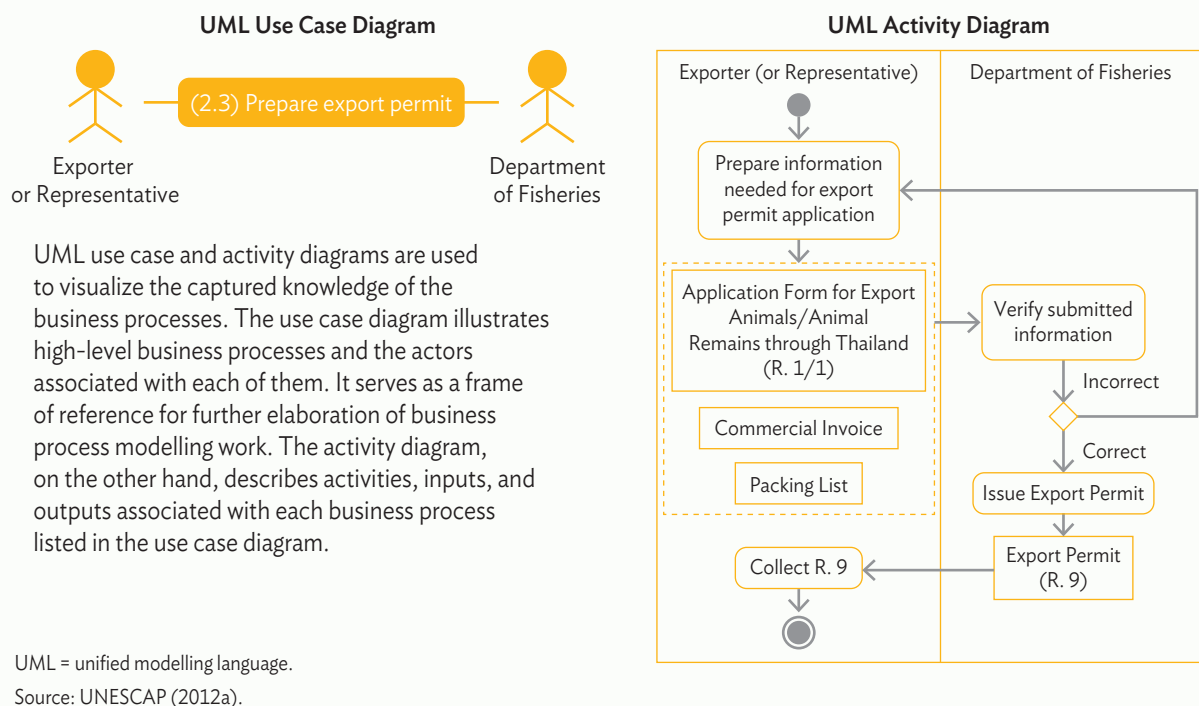 UML Use Case Diagram
(2.3) Prepare export permit
Exporter
or Representative
Department
of Fisheries
UML use case and activity diagrams are used
to visualize the captured knowledge of the
business processes. The use case diagram illustrates
high-level business processes and the actors
associated with each of them. It serves as a frame
of reference for further elaboration of business
process modelling work. The activity diagram,
on the other hand, describes activities, inputs, and
outputs associated with each business process
listed in the use case diagram.
UML Activity Diagram
Exporter (or Representative)
Department of Fisheries
Prepare information
needed for export
permit application
Application Form for Export
Animals/Animal
Remains through Thailand
(R. 1/1)
Commercial Invoice
Packing List
Verify submitted
information
Incorrect
Correct
Issue Export Permit
Export Permit
(R. 9)
Collect R. 9
UML = unified modelling language.
Source: UNESCAP (2012a).